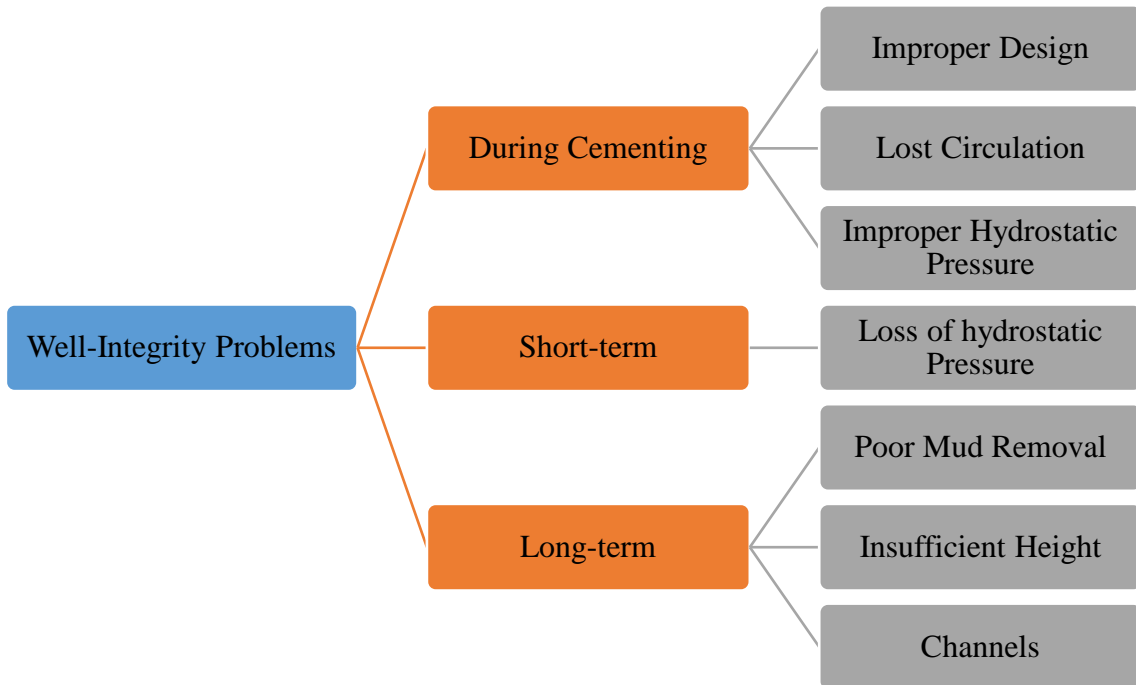 Well-Integrity Problems
During Cementing
Improper Design
Lost Circulation
Improper Hydrostatic
Pressure
Short-term
Loss of hydrostatic
Pressure
Long-term
Poor Mud Removal
Insufficient Height
Channels